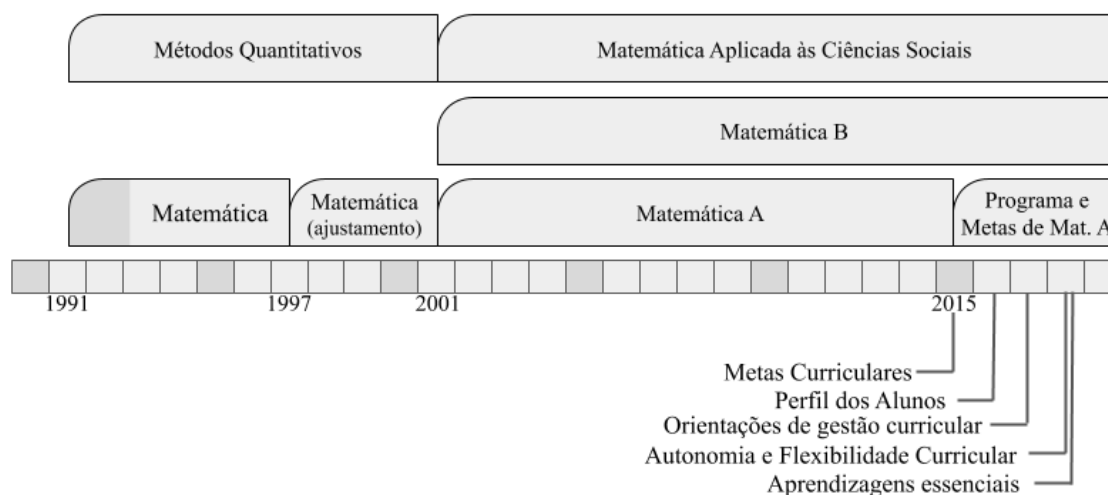 Métodos Quantitativos
Matemática Aplicada às Ciências Sociais
Matemática B
Matemática
Matemática
(ajustamento)
Matemática A
Programa e
Metas de Mat. A
1991
1997
2001
2015
Metas Curriculares
Perfil dos Alunos
Orientações de gestão curricular
Autonomia e Flexibilidade Curricular
Aprendizagens essenciais